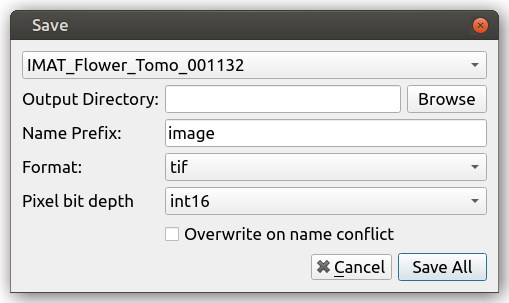 Save
IMAT_Flower_Tomo_001132
Output Directory: Browse
Name Prefix: image
Format: tif
Pixel bit depth int16
Overwrite on name conflict
Cancel Save All